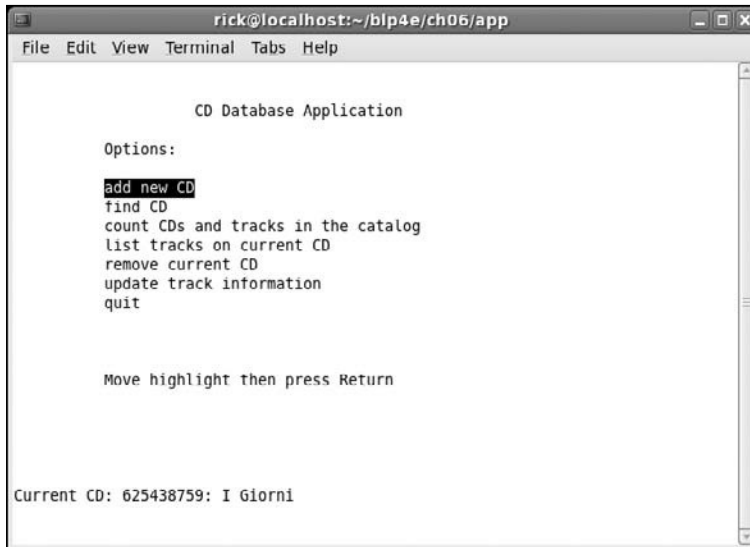 rick@localhost:~/blp4e/ch06/app
File Edit View Terminal Tabs Help
CD Database Application
Options:
add new CD
find CD
count CDs and tracks in the catalog
list tracks on current CD
remove current CD
update track information
quit
Move highlight then press Return
Current CD: 625438759: I Giorni